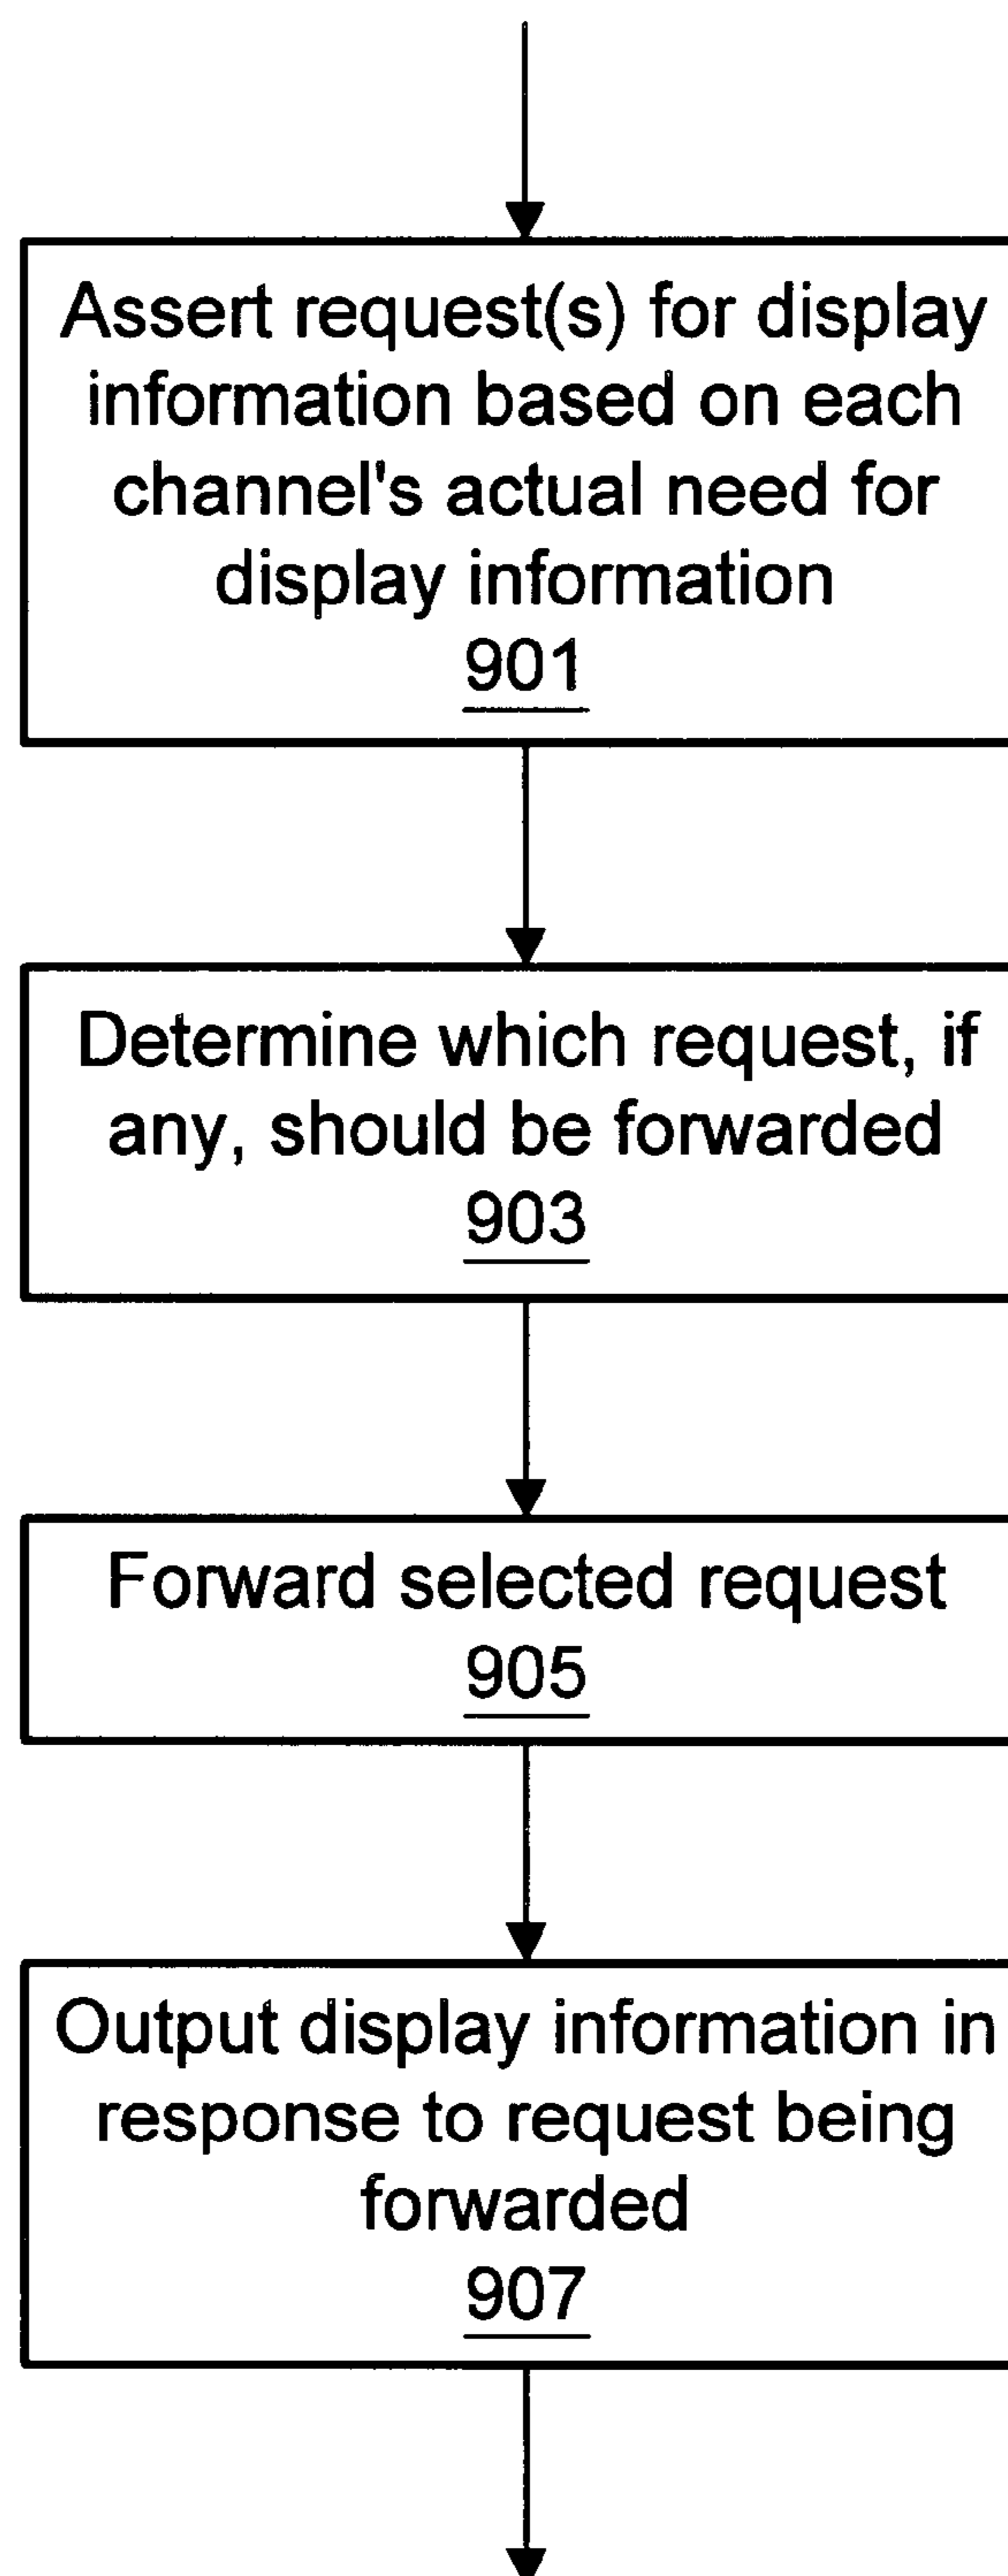 Assert request(s) for display
information based on each
channel's actual need for
display information
901
Determine which request, if
any, should be forwarded
903
Forward selected request
905
Output display information in
response to request being
forwarded
907